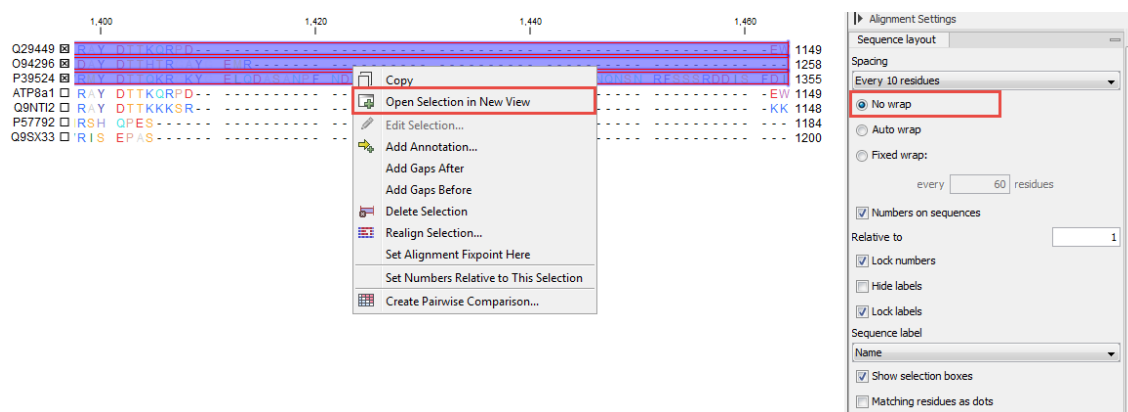 1,400 1,420 1,440 1,460
Q29449 1149
O94296 1258
P39524 1355
ATP8a1 RAY DTTKQRPD-- EW 1149
Q9NTI2 RAY DTTKKKSR-- KK 1148
P57792 RSH QPES 1184
Q9SX33 RIS EPAS 1200
Copy
Open Selection in New View
Edit Selection...
Add Annotation...
Add Gaps After
Add Gaps Before
Delete Selection
Realign Selection...
Set Alignment Fixpoint Here
Set Numbers Relative to This Selection
Create Pairwise Comparison...
Alignment Settings
Sequence layout
Spacing
Every 10 residues
No wrap
Auto wrap
Fixed wrap:
every 60 residues
Numbers on sequences
Relative to 1
Lock numbers
Hide labels
Lock labels
Sequence label
Name
Show selection boxes
Matching residues as dots